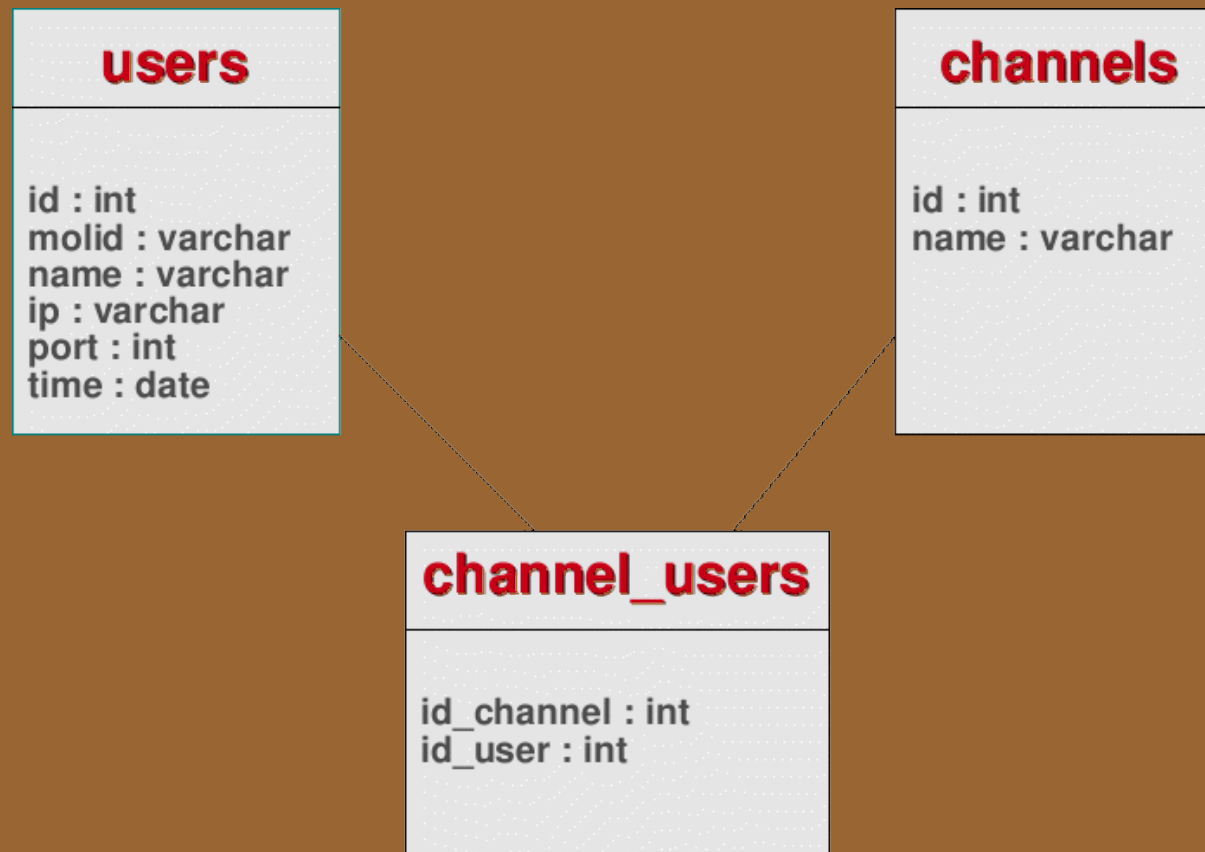 users
id : int
molid : varchar
name : varchar
ip : varchar
port : int
time : date
channels
id : int
name : varchar
channel_users
id_channel : int
id_user : int